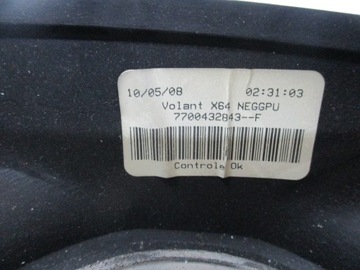 10/05/08 02:31:03
Volant X64 NEGGPU
7700432843--F
Controle Ok